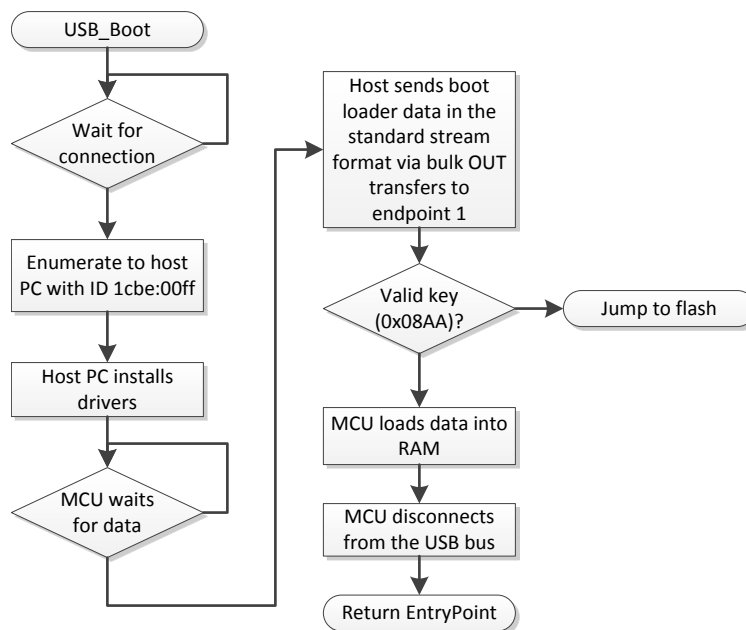 USB_Boot
Wait for
connection
Enumerate to host
PC with ID 1cbe:00ff
Host PC installs
drivers
MCU waits
for data
Host sends boot
loader data in the
standard stream
format via bulk OUT
transfers to
endpoint 1
Valid key
(0x08AA)?
Jump to flash
MCU loads data into
RAM
MCU disconnects
from the USB bus
Return EntryPoint